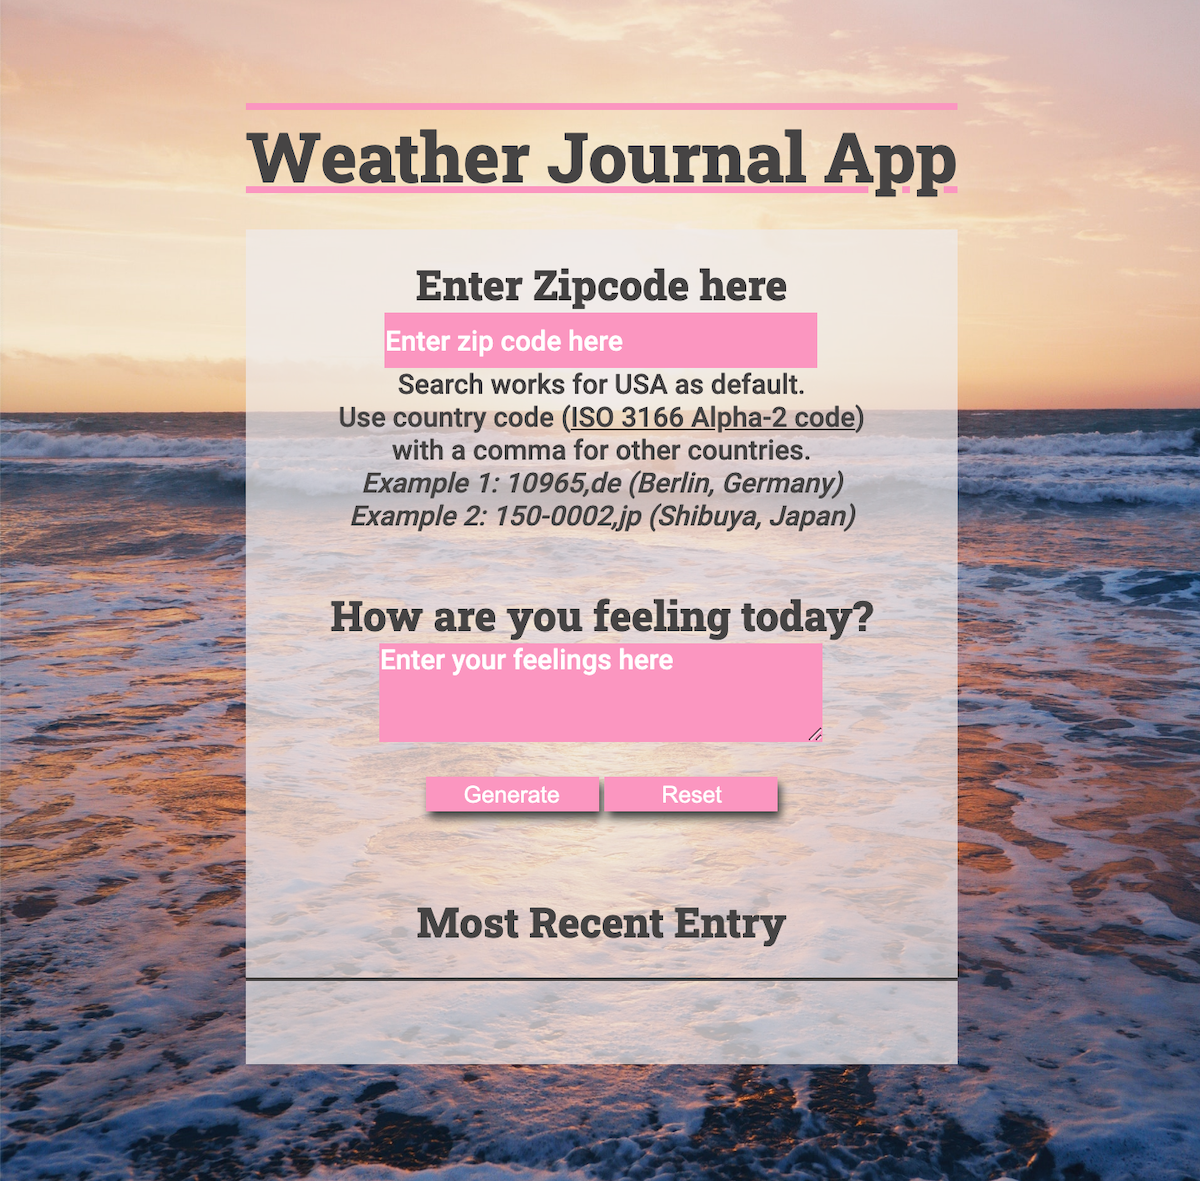 Weather Journal App
Enter Zipcode here
Enter zip code here
Search works for USA as default.
Use country code (ISO 3166 Alpha-2 code)
with a comma for other countries.
Example 1: 10965,de (Berlin, Germany)
Example 2: 150-0002,jp (Shibuya, Japan)
How are you feeling today?
Enter your feelings here
Generate Reset
Most Recent Entry